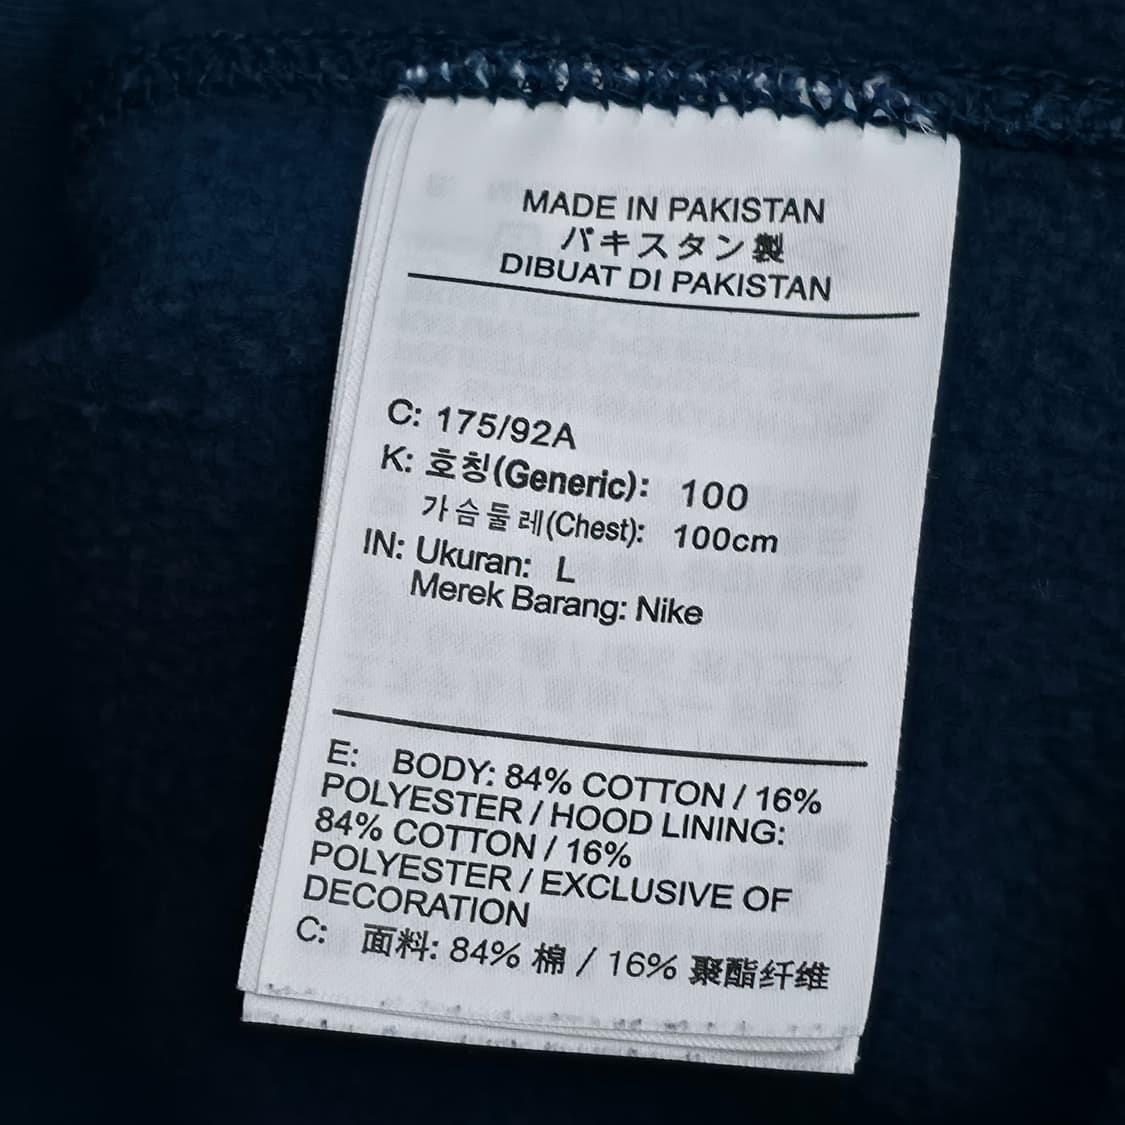 MADE IN PAKISTAN
パキスタン製
DIBUAT DI PAKISTAN
C: 175/92A
K: 호칭(Generic): 100
가슴둘레(Chest): 100cm
IN: Ukuran: L
Merek Barang: Nike
E: BODY: 84% COTTON / 16%
POLYESTER / HOOD LINING:
84% COTTON / 16%
POLYESTER / EXCLUSIVE OF
DECORATION
C: 面料: 84% 棉 / 16% 聚酯纤维